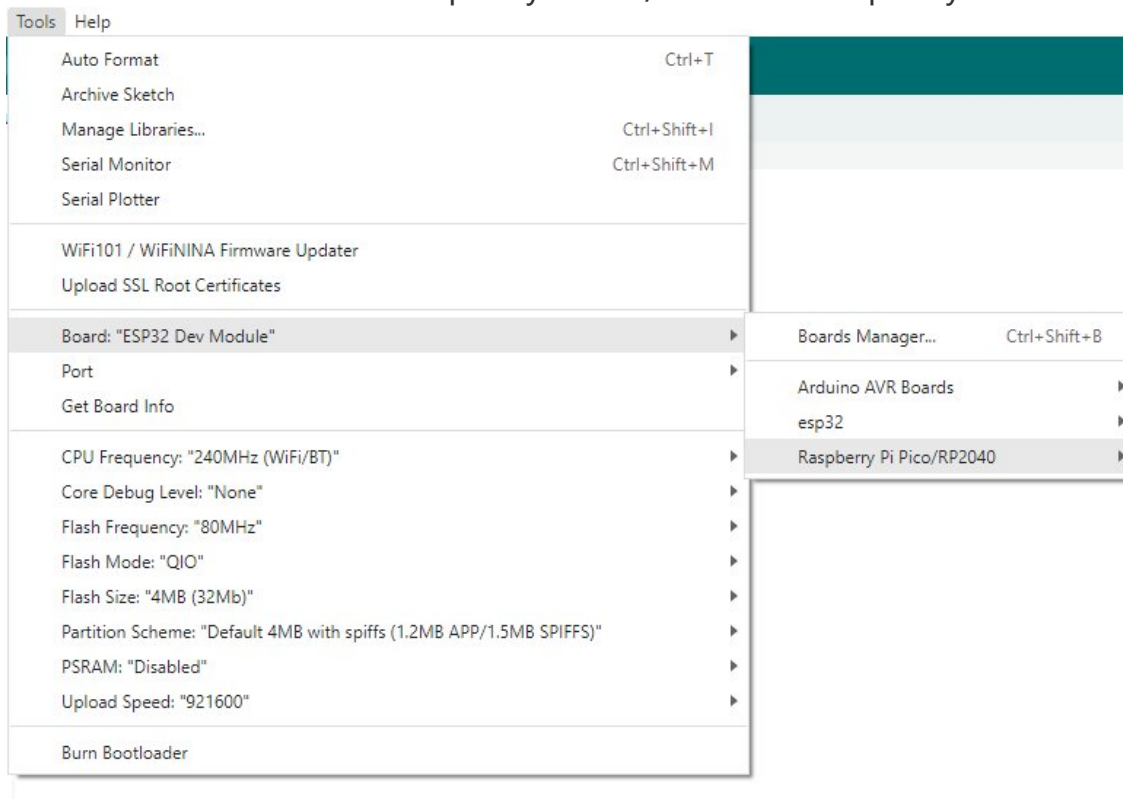 Tools Help
Auto Format Ctrl+T
Archive Sketch
Manage Libraries... Ctrl+Shift+I
Serial Monitor Ctrl+Shift+M
Serial Plotter
WiFi101 / WiFiNINA Firmware Updater
Upload SSL Root Certificates
Board: "ESP32 Dev Module"
Port
Get Board Info
CPU Frequency: "240MHz (WiFi/BT)"
Core Debug Level: "None"
Flash Frequency: "80MHz"
Flash Mode: "QIO"
Flash Size: "4MB (32Mb)"
Partition Scheme: "Default 4MB with spiffs (1.2MB APP/1.5MB SPIFFS)"
PSRAM: "Disabled"
Upload Speed: "921600"
Burn Bootloader
Boards Manager... Ctrl+Shift+B
Arduino AVR Boards
esp32
Raspberry Pi Pico/RP2040